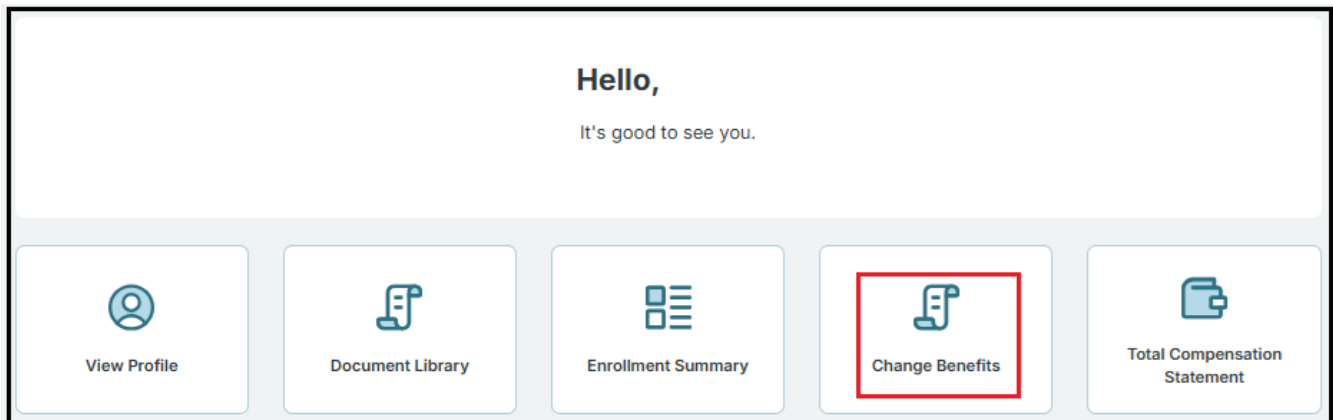 Hello,
It's good to see you.
View Profile
Document Library
Enrollment Summary
Change Benefits
Total Compensation
Statement